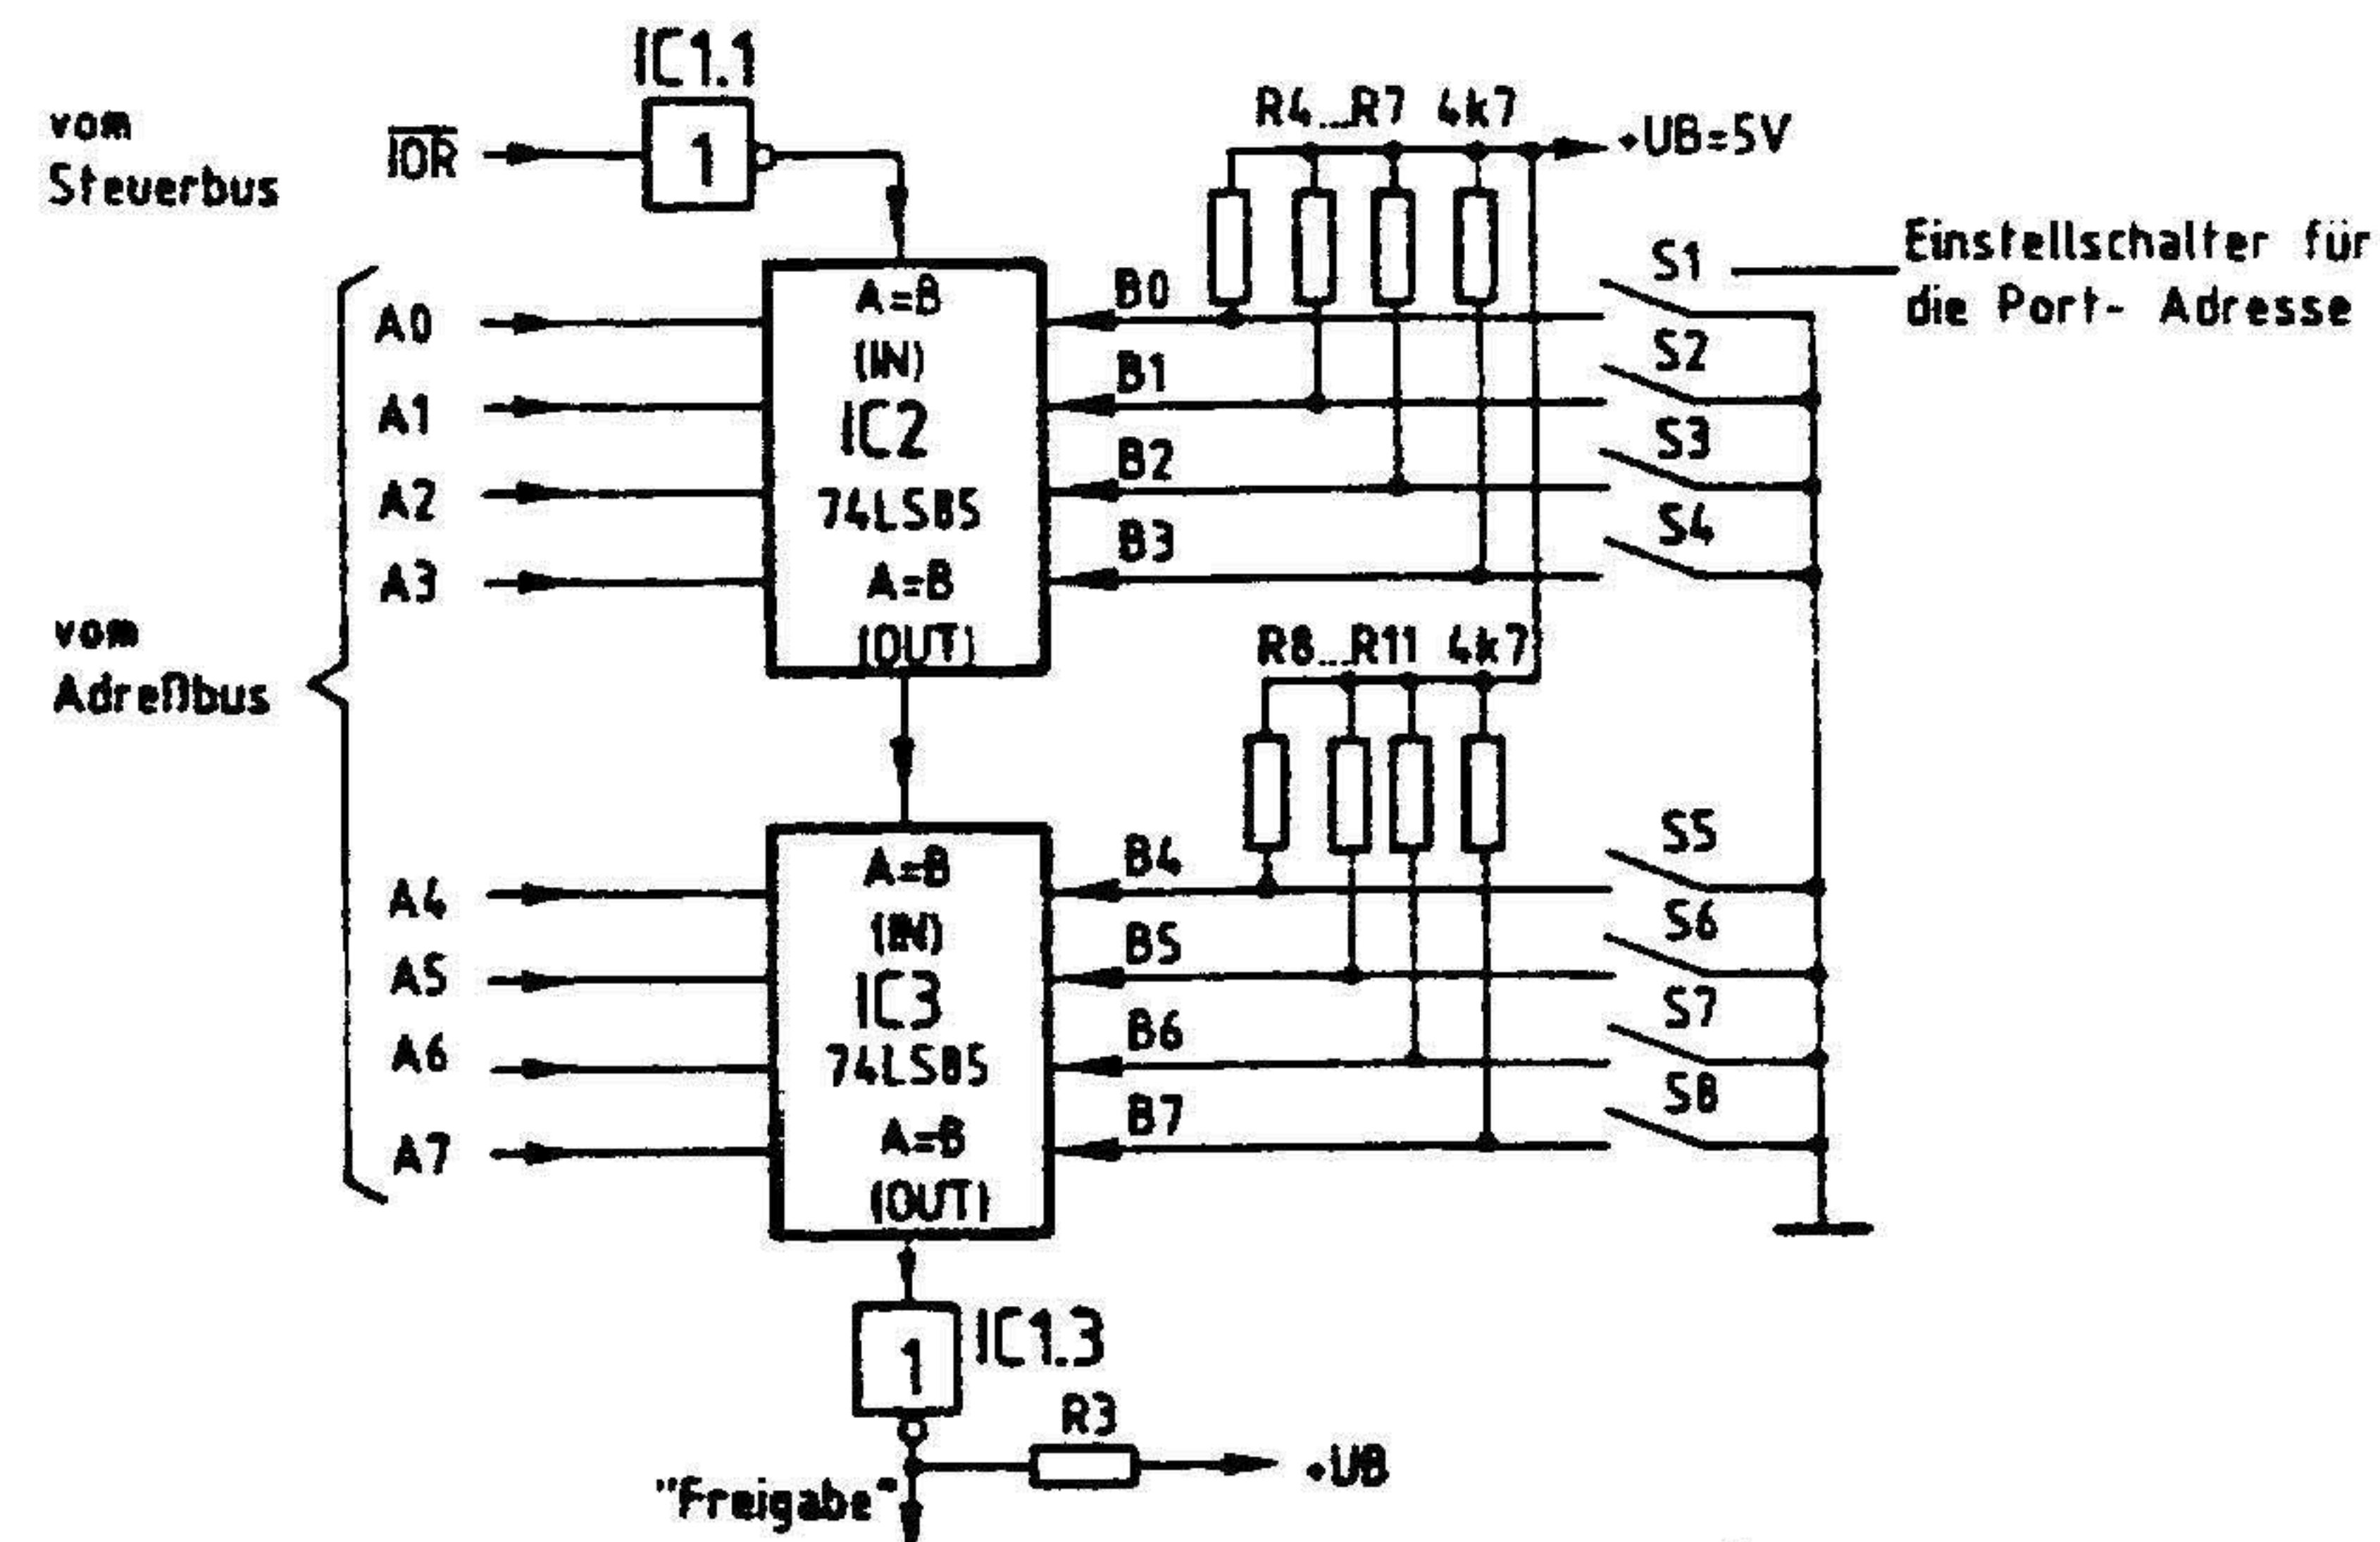 IC1.1
vom
Steuerbus
IOR
1
R4...R7 4k7
+UB=5V
Einstellschalter für
die Port- Adresse
vom
Adreßbus
A0
A1
A2
A3
A=B
(IN)
IC2
74LS85
A=B
(OUT)
B0
B1
B2
B3
S1
S2
S3
S4
R8...R11 4k7
A4
A5
A6
A7
A=B
(IN)
IC3
74LS85
A=B
(OUT)
B4
B5
B6
B7
S5
S6
S7
S8
1
IC1.3
R3
+UB
"Freigabe"